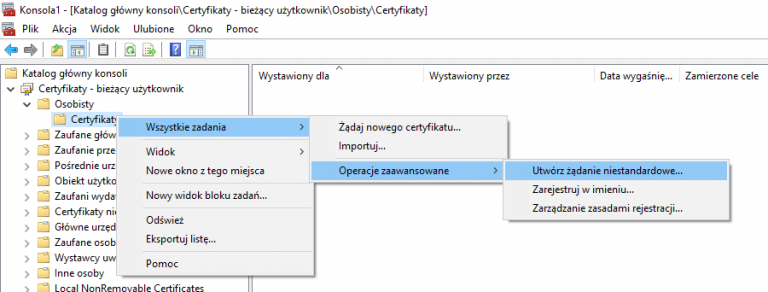 Konsola1 - [Katalog główny konsoli\Certyfikaty - bieżący użytkownik\Osobisty\Certyfikaty]
Plik Akcja Widok Ulubione Okno Pomoc
Katalog główny konsoli
Certyfikaty - bieżący użytkownik
Osobisty
Certyfikaty
Zaufane głów
Zaufanie prze
Pośrednie urz
Obiekt użytko
Zaufani wydaw
Certyfikaty nie
Główne urzęd
Zaufane osob
Wystawcy uw
Inne osoby
Local NonRemovable Certificates
Wystawiony dla Wystawiony przez Data wygaśnię... Zamierzone cele
Wszystkie zadania
Widok
Nowe okno z tego miejsca
Nowy widok bloku zadań...
Odśwież
Eksportuj listę...
Pomoc
Żądaj nowego certyfikatu...
Importuj...
Operacje zaawansowane
Utwórz żądanie niestandardowe...
Zarejestruj w imieniu...
Zarządzanie zasadami rejestracji...